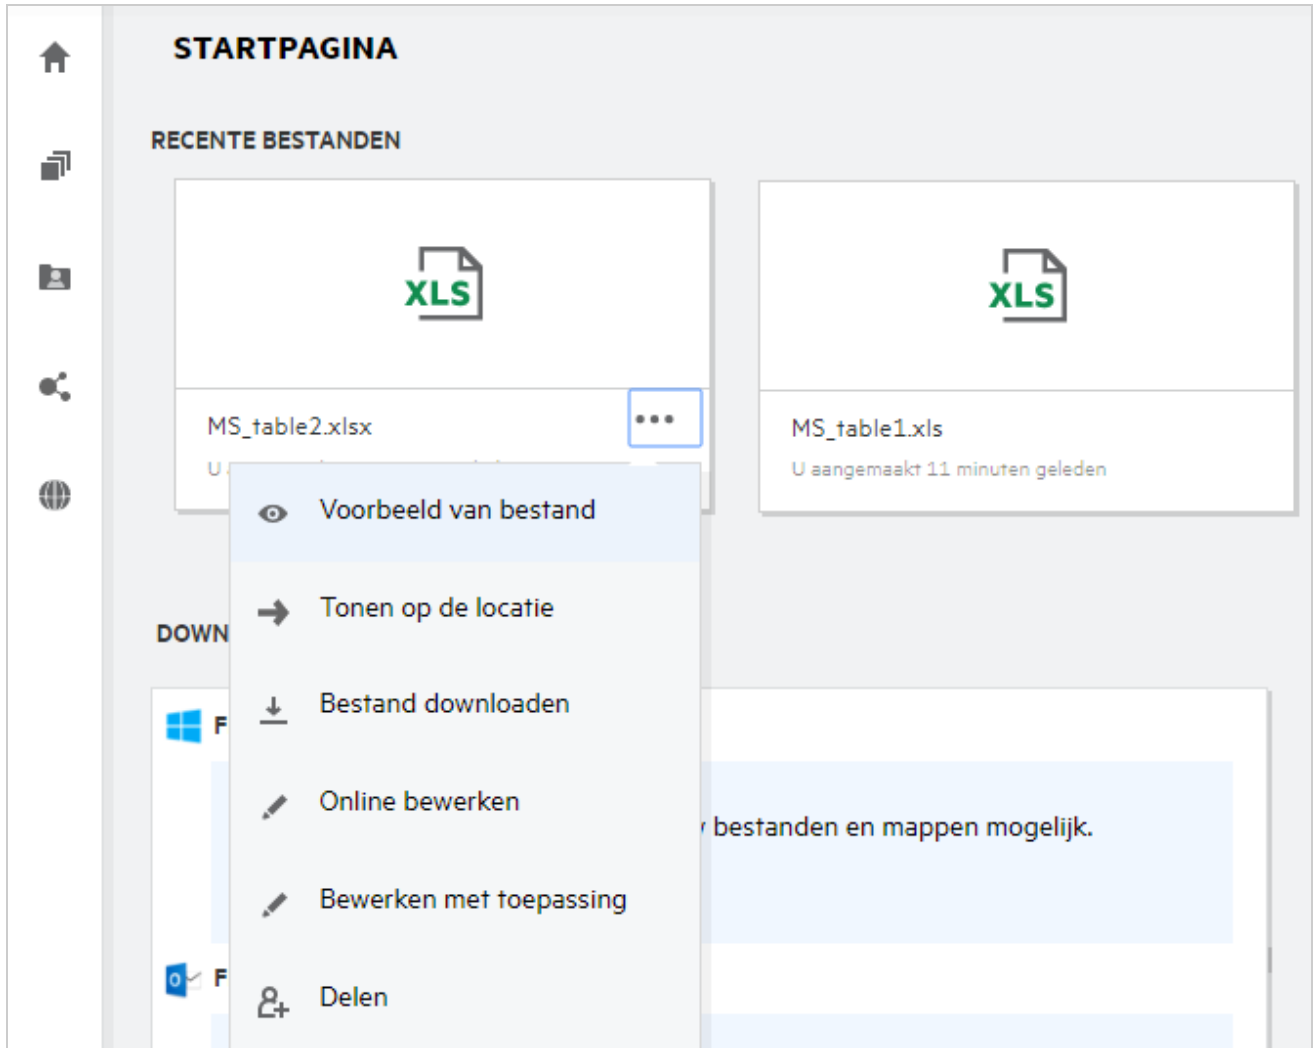 STARTPAGINA
RECENTE BESTANDEN
XLS
XLS
MS_table2.xlsx
MS_table1.xls
U
U aangemaakt 11 minuten geleden
Voorbeeld van bestand
Tonen op de locatie
DOWN
Bestand downloaden
F
Online bewerken
bestanden en mappen mogelijk.
Bewerken met toepassing
F
Delen